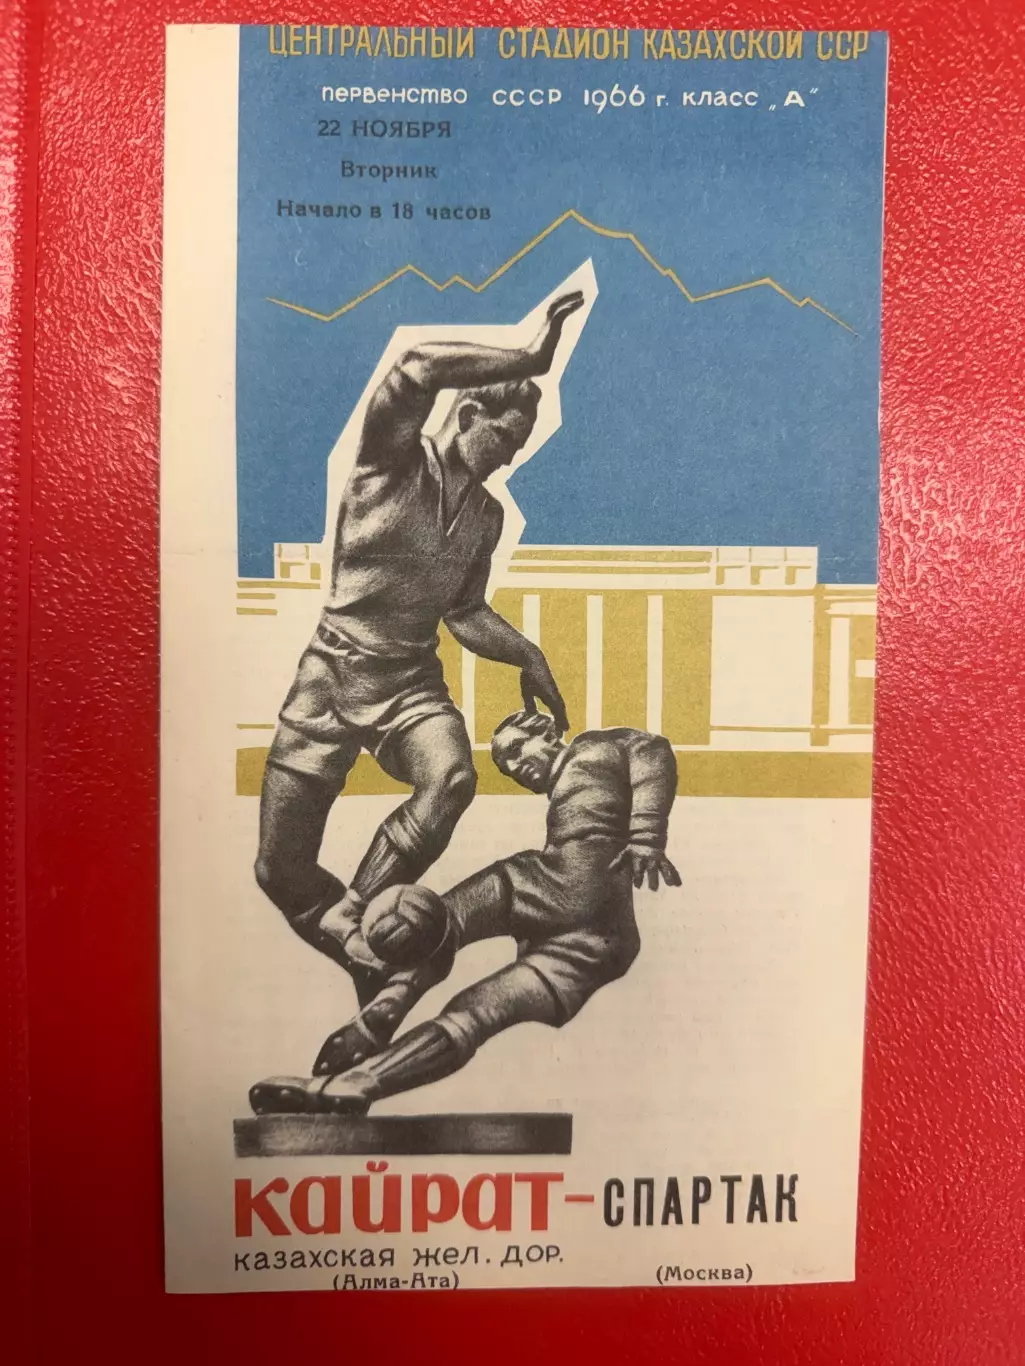 ЦЕНТРАЛЬНЫЙ СТАДИОН КАЗАХСКОЙ ССР
первенство СССР 1966 г. класс „А"
22 НОЯБРЯ
Вторник
Начало в 18 часов
Кайрат-СПАРТАК
казахская жел. дор.
(Алма-Ата) (Москва)